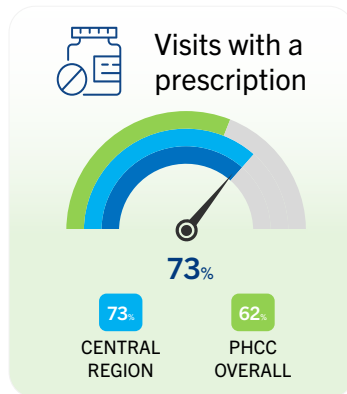 Visits with a
prescription
73%
73%
62%
CENTRAL
REGION
PHCC
OVERALL